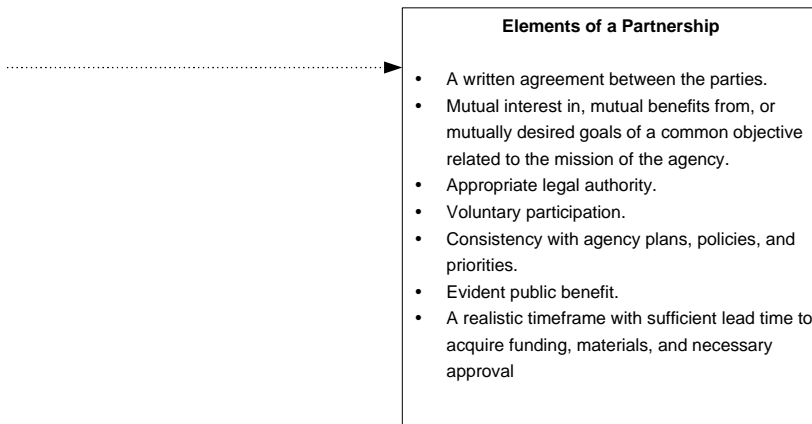 Elements of a Partnership
• A written agreement between the parties.
• Mutual interest in, mutual benefits from, or
mutually desired goals of a common objective
related to the mission of the agency.
• Appropriate legal authority.
• Voluntary participation.
• Consistency with agency plans, policies, and
priorities.
• Evident public benefit.
• A realistic timeframe with sufficient lead time to
acquire funding, materials, and necessary
approval